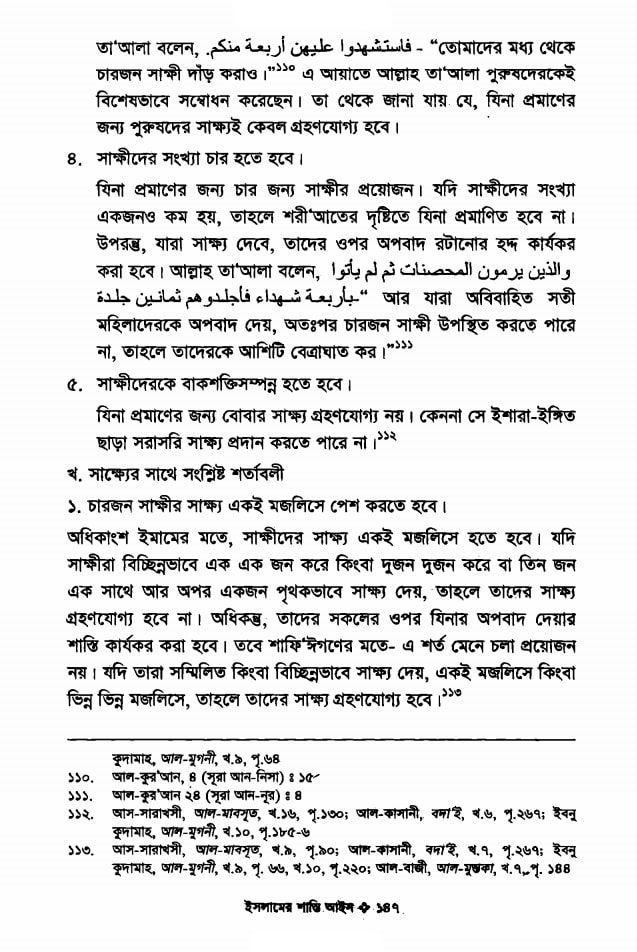 তা'আলা বলেন, فاستشهدوا عليهن أربعة منكم. - "তোমাদের মধ্য থেকে
চারজন সাক্ষী দাঁড় করাও।"১১০ এ আয়াতে আল্লাহ তা'আলা পুরুষদেরকেই
বিশেষভাবে সম্বোধন করেছেন। তা থেকে জানা যায় যে, যিনা প্রমাণের
জন্য পুরুষদের সাক্ষ্যই কেবল গ্রহণযোগ্য হবে।
৪. সাক্ষীদের সংখ্যা চার হতে হবে।
যিনা প্রমাণের জন্য চার জন্য সাক্ষীর প্রয়োজন। যদি সাক্ষীদের সংখ্যা
একজনও কম হয়, তাহলে শরী'আতের দৃষ্টিতে যিনা প্রমাণিত হবে না।
উপরন্তু, যারা সাক্ষ্য দেবে, তাদের ওপর অপবাদ রটানোর হদ্দ কার্যকর
করা হবে। আল্লাহ তা'আলা বলেন, والذين يرمون المحصنات ثم لم يأتوا
بأربعة شهداء فأجلدوهم ثمانين جلدة-" আর যারা অবিবাহিত সতী
মহিলাদেরকে অপবাদ দেয়, অতঃপর চারজন সাক্ষী উপস্থিত করতে পারে
না, তাহলে তাদেরকে আশিটি বেত্রাঘাত কর।"১১১
৫. সাক্ষীদেরকে বাকশক্তিসম্পন্ন হতে হবে।
যিনা প্রমাণের জন্য বোবার সাক্ষ্য গ্রহণযোগ্য নয়। কেননা সে ইশারা-ইঙ্গিত
ছাড়া সরাসরি সাক্ষ্য প্রদান করতে পারে না।১১২
খ. সাক্ষ্যের সাথে সংশ্লিষ্ট শর্তাবলী
১. চারজন সাক্ষীর সাক্ষ্য একই মজলিসে পেশ করতে হবে।
অধিকাংশ ইমামের মতে, সাক্ষীদের সাক্ষ্য একই মজলিসে হতে হবে। যদি
সাক্ষীরা বিচ্ছিন্নভাবে এক এক জন করে কিংবা দুজন দুজন করে বা তিন জন
এক সাথে আর অপর একজন পৃথকভাবে সাক্ষ্য দেয়, তাহলে তাদের সাক্ষ্য
গ্রহণযোগ্য হবে না। অধিকন্তু, তাদের সকলের ওপর যিনার অপবাদ দেয়ার
শাস্তি কার্যকর করা হবে। তবে শাফি'ঈগণের মতে- এ শর্ত মেনে চলা প্রয়োজন
নয়। যদি তারা সম্মিলিত কিংবা বিচ্ছিন্নভাবে সাক্ষ্য দেয়, একই মজলিসে কিংবা
ভিন্ন ভিন্ন মজলিসে, তাহলে তাদের সাক্ষ্য গ্রহণযোগ্য হবে।১১৩
কুদামাহ, আল-মুগনী, খ.৯, পৃ.৬৪
১১০. আল-কুর'আন, ৪ (সূরা আন-নিসা) ঃ ১৫
১১১. আল-কুর'আন ২৪ (সূরা আন-নূর) ঃ ৪
১১২. আস-সারাখসী, আল-মাবসূত, খ.১৬, পৃ.১৩০; আল-কাসানী, বদা'ই, খ.৬, পৃ.২৬৭; ইবনু
কুদামাহ, আল-মুগনী, খ.১০, পৃ.১৮৫-৬
১১৩. আস-সারাখসী, আল-মাবসূত, খ.৯, পৃ.৯০; আল-কাসানী, বদা'ই, খ.৭, পৃ.২৬৭; ইবনু
কুদামাহ, আল-মুগনী, খ.৯, পৃ. ৬৬, খ.১০, পৃ.২২০; আল-বাজী, আল-মুন্তকা, খ.৭, পৃ. ১৪৪
ইসলামের শাস্তি আইন ❖ ১৪৭